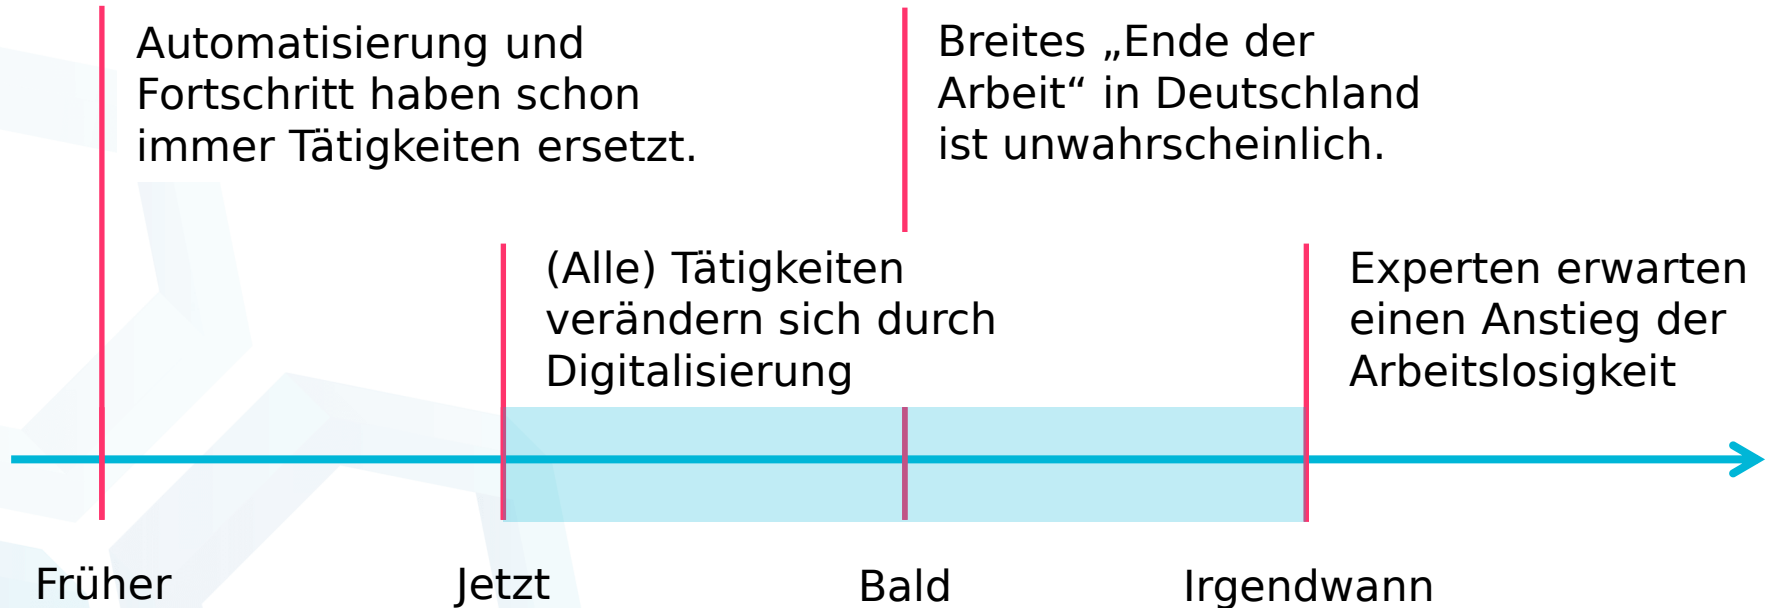 Automatisierung und
Fortschritt haben schon
immer Tätigkeiten ersetzt.
Breites „Ende der
Arbeit“ in Deutschland
ist unwahrscheinlich.
(Alle) Tätigkeiten
verändern sich durch
Digitalisierung
Experten erwarten
einen Anstieg der
Arbeitslosigkeit
Früher
Jetzt
Bald
Irgendwann